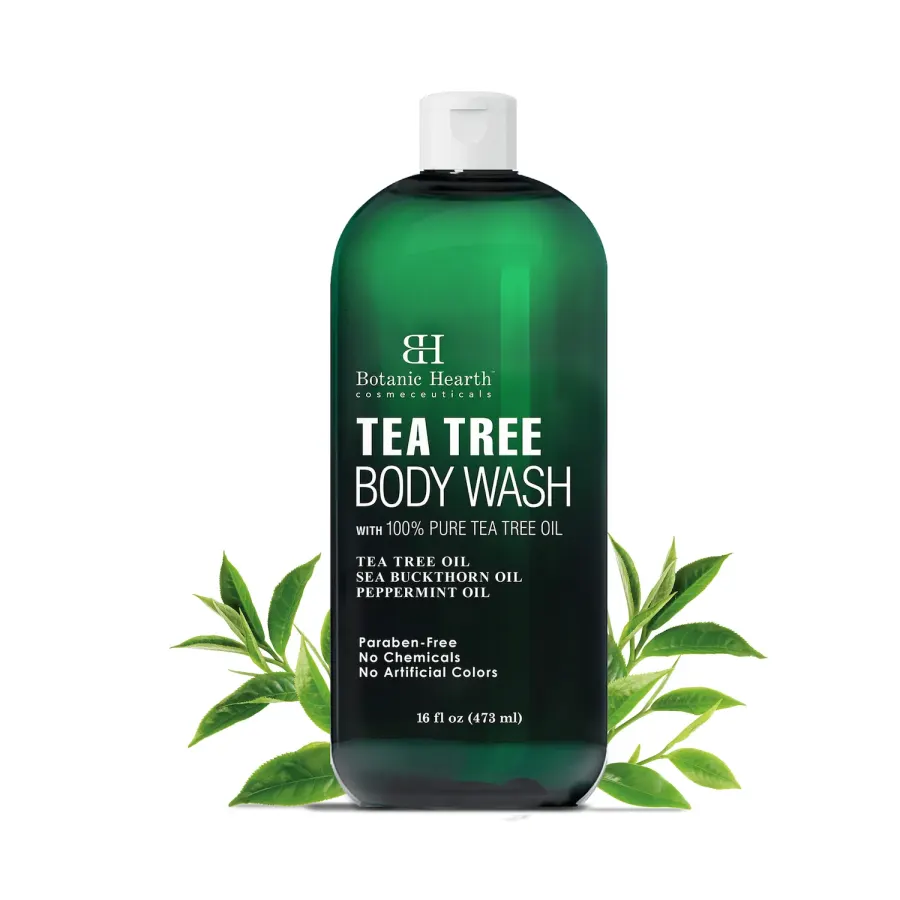 BH
Botanic Hearth™
cosmeceuticals
TEA TREE
BODY WASH
WITH 100% PURE TEA TREE OIL
TEA TREE OIL
SEA BUCKTHORN OIL
PEPPERMINT OIL
Paraben-Free
No Chemicals
No Artificial Colors
16 fl oz (473 ml)